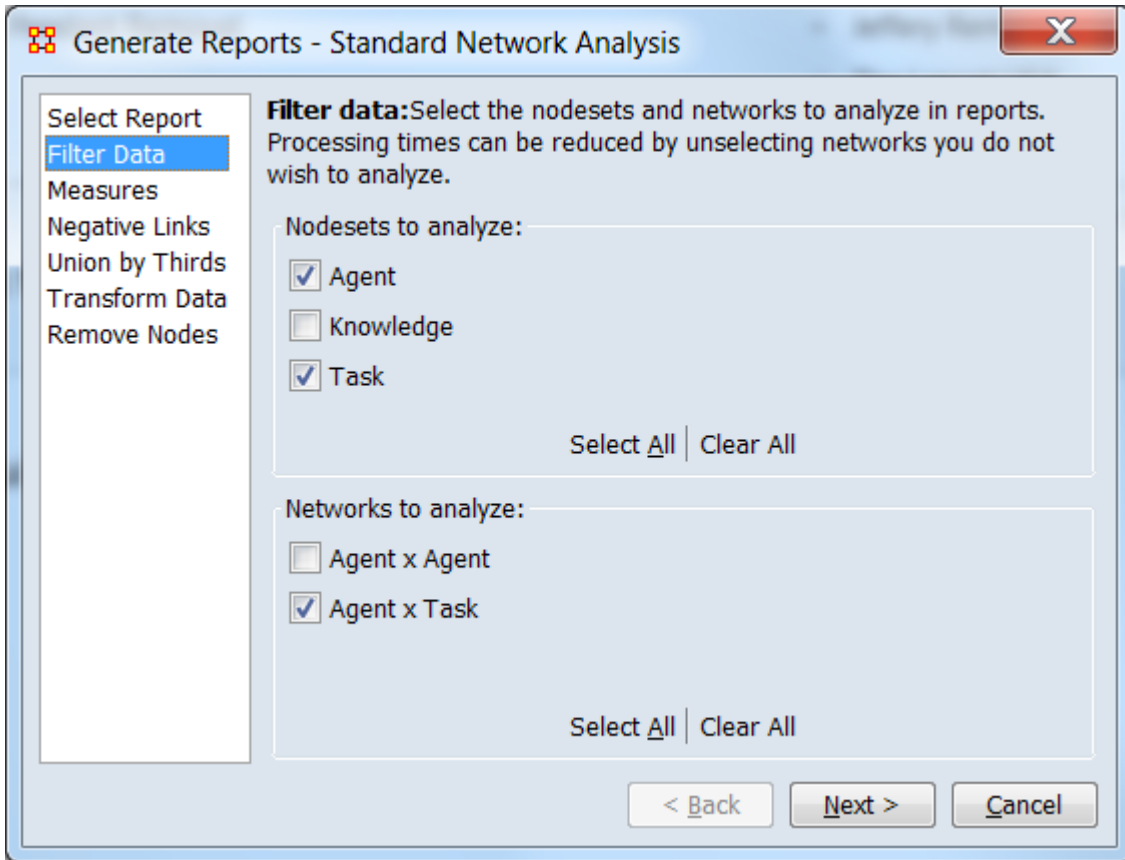 Generate Reports - Standard Network Analysis
Select Report
Filter Data
Measures
Negative Links
Union by Thirds
Transform Data
Remove Nodes
Filter data:Select the nodesets and networks to analyze in reports.
Processing times can be reduced by unselecting networks you do not
wish to analyze.
Nodesets to analyze:
Agent
Knowledge
Task
Select All | Clear All
Networks to analyze:
Agent x Agent
Agent x Task
Select All | Clear All
< Back Next > Cancel